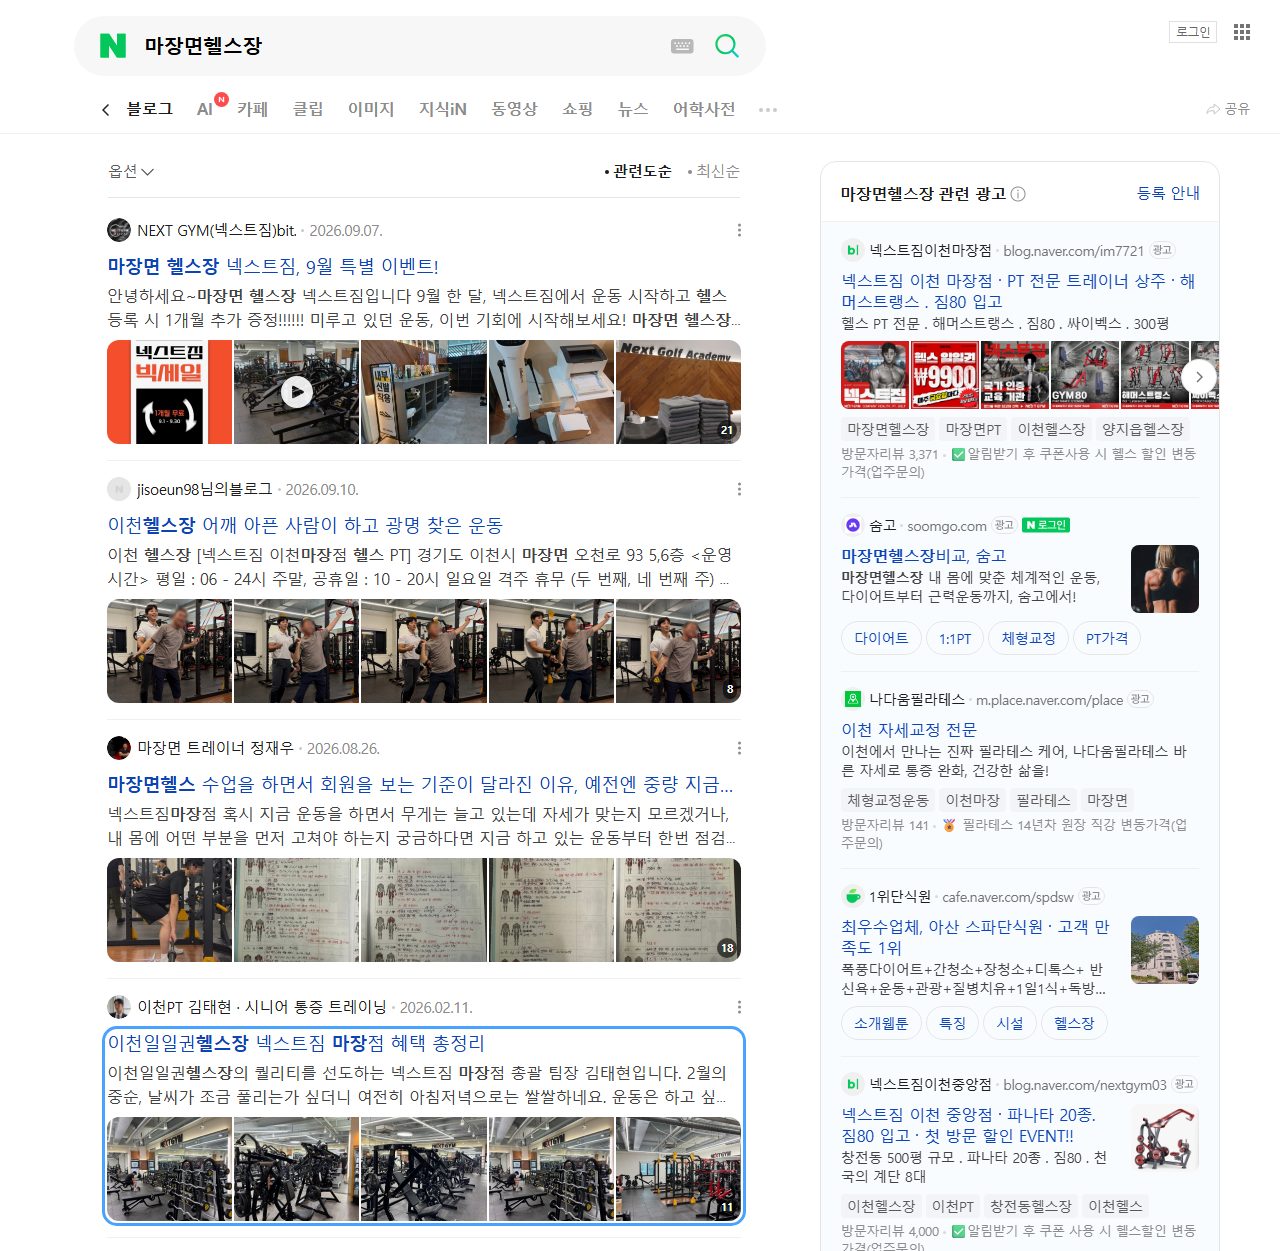 마장면헬스장
로그인
블로그
AI
N
카페
클립
이미지
지식iN
동영상
쇼핑
뉴스
어학사전
공유
옵션
• 관련도순
• 최신순
NEXT GYM(넥스트짐)bit. · 2026.09.07.
마장면 헬스장 넥스트짐, 9월 특별 이벤트!
안녕하세요~마장면 헬스장 넥스트짐입니다 9월 한 달, 넥스트짐에서 운동 시작하고 헬스
등록 시 1개월 추가 증정!!!!!! 미루고 있던 운동, 이번 기회에 시작해보세요! 마장면 헬스장...
넥스트짐
빅세일
1개월 무료
9.1 - 9.30
내부
신발
착용
Next Golf Academy
21
jisoeun98님의블로그 · 2026.09.10.
이천헬스장 어깨 아픈 사람이 하고 광명 찾은 운동
이천 헬스장 [넥스트짐 이천마장점 헬스 PT] 경기도 이천시 마장면 오천로 93 5,6층 <운영
시간> 평일 : 06 - 24시 주말, 공휴일 : 10 - 20시 일요일 격주 휴무 (두 번째, 네 번째 주) ...
8
마장면 트레이너 정재우 · 2026.08.26.
마장면헬스 수업을 하면서 회원을 보는 기준이 달라진 이유, 예전엔 중량 지금...
넥스트짐마장점 혹시 지금 운동을 하면서 무게는 늘고 있는데 자세가 맞는지 모르겠거나,
내 몸에 어떤 부분을 먼저 고쳐야 하는지 궁금하다면 지금 하고 있는 운동부터 한번 점검...
18
이천PT 김태현 · 시니어 통증 트레이닝 · 2026.02.11.
이천일일권헬스장 넥스트짐 마장점 혜택 총정리
이천일일권헬스장의 퀄리티를 선도하는 넥스트짐 마장점 총괄 팀장 김태현입니다. 2월의
중순, 날씨가 조금 풀리는가 싶더니 여전히 아침저녁으로는 쌀쌀하네요. 운동은 하고 싶...
NEXTGYM
11
마장면헬스장 관련 광고
등록 안내
넥스트짐이천마장점 · blog.naver.com/im7721 광고
넥스트짐 이천 마장점 · PT 전문 트레이너 상주 · 해
머스트랭스 . 짐80 입고
헬스 PT 전문 . 해머스트랭스 . 짐80 . 싸이벡스 . 300평
넥스트짐
헬스 일일권
₩9900
국가 인증
교육 기관
GYM80
해머스트랭스
마장면헬스장
마장면PT
이천헬스장
양지읍헬스장
방문자리뷰 3,371 · ✅알림받기 후 쿠폰사용 시 헬스 할인 변동
가격(업주문의)
숨고 · soomgo.com 광고 N 로그인
마장면헬스장비교, 숨고
마장면헬스장 내 몸에 맞춘 체계적인 운동,
다이어트부터 근력운동까지, 숨고에서!
다이어트
1:1PT
체형교정
PT가격
나다움필라테스 · m.place.naver.com/place 광고
이천 자세교정 전문
이천에서 만나는 진짜 필라테스 케어, 나다움필라테스 바
른 자세로 통증 완화, 건강한 삶을!
체형교정운동
이천마장
필라테스
마장면
방문자리뷰 141 · 🏅 필라테스 14년차 원장 직강 변동가격(업
주문의)
1위단식원 · cafe.naver.com/spdsw 광고
최우수업체, 아산 스파단식원 · 고객 만
족도 1위
폭풍다이어트+간청소+장청소+디톡스+ 반
신욕+운동+관광+질병치유+1일1식+독방...
소개웹툰
특징
시설
헬스장
넥스트짐이천중앙점 · blog.naver.com/nextgym03 광고
넥스트짐 이천 중앙점 · 파나타 20종.
짐80 입고 · 첫 방문 할인 EVENT!!
창전동 500평 규모 . 파나타 20종 . 짐80 . 천
국의 계단 8대
이천헬스장
이천PT
창전동헬스장
이천헬스
방문자리뷰 4,000 · ✅알림받기 후 쿠폰 사용 시 헬스할인 변동
가격(업주문의)